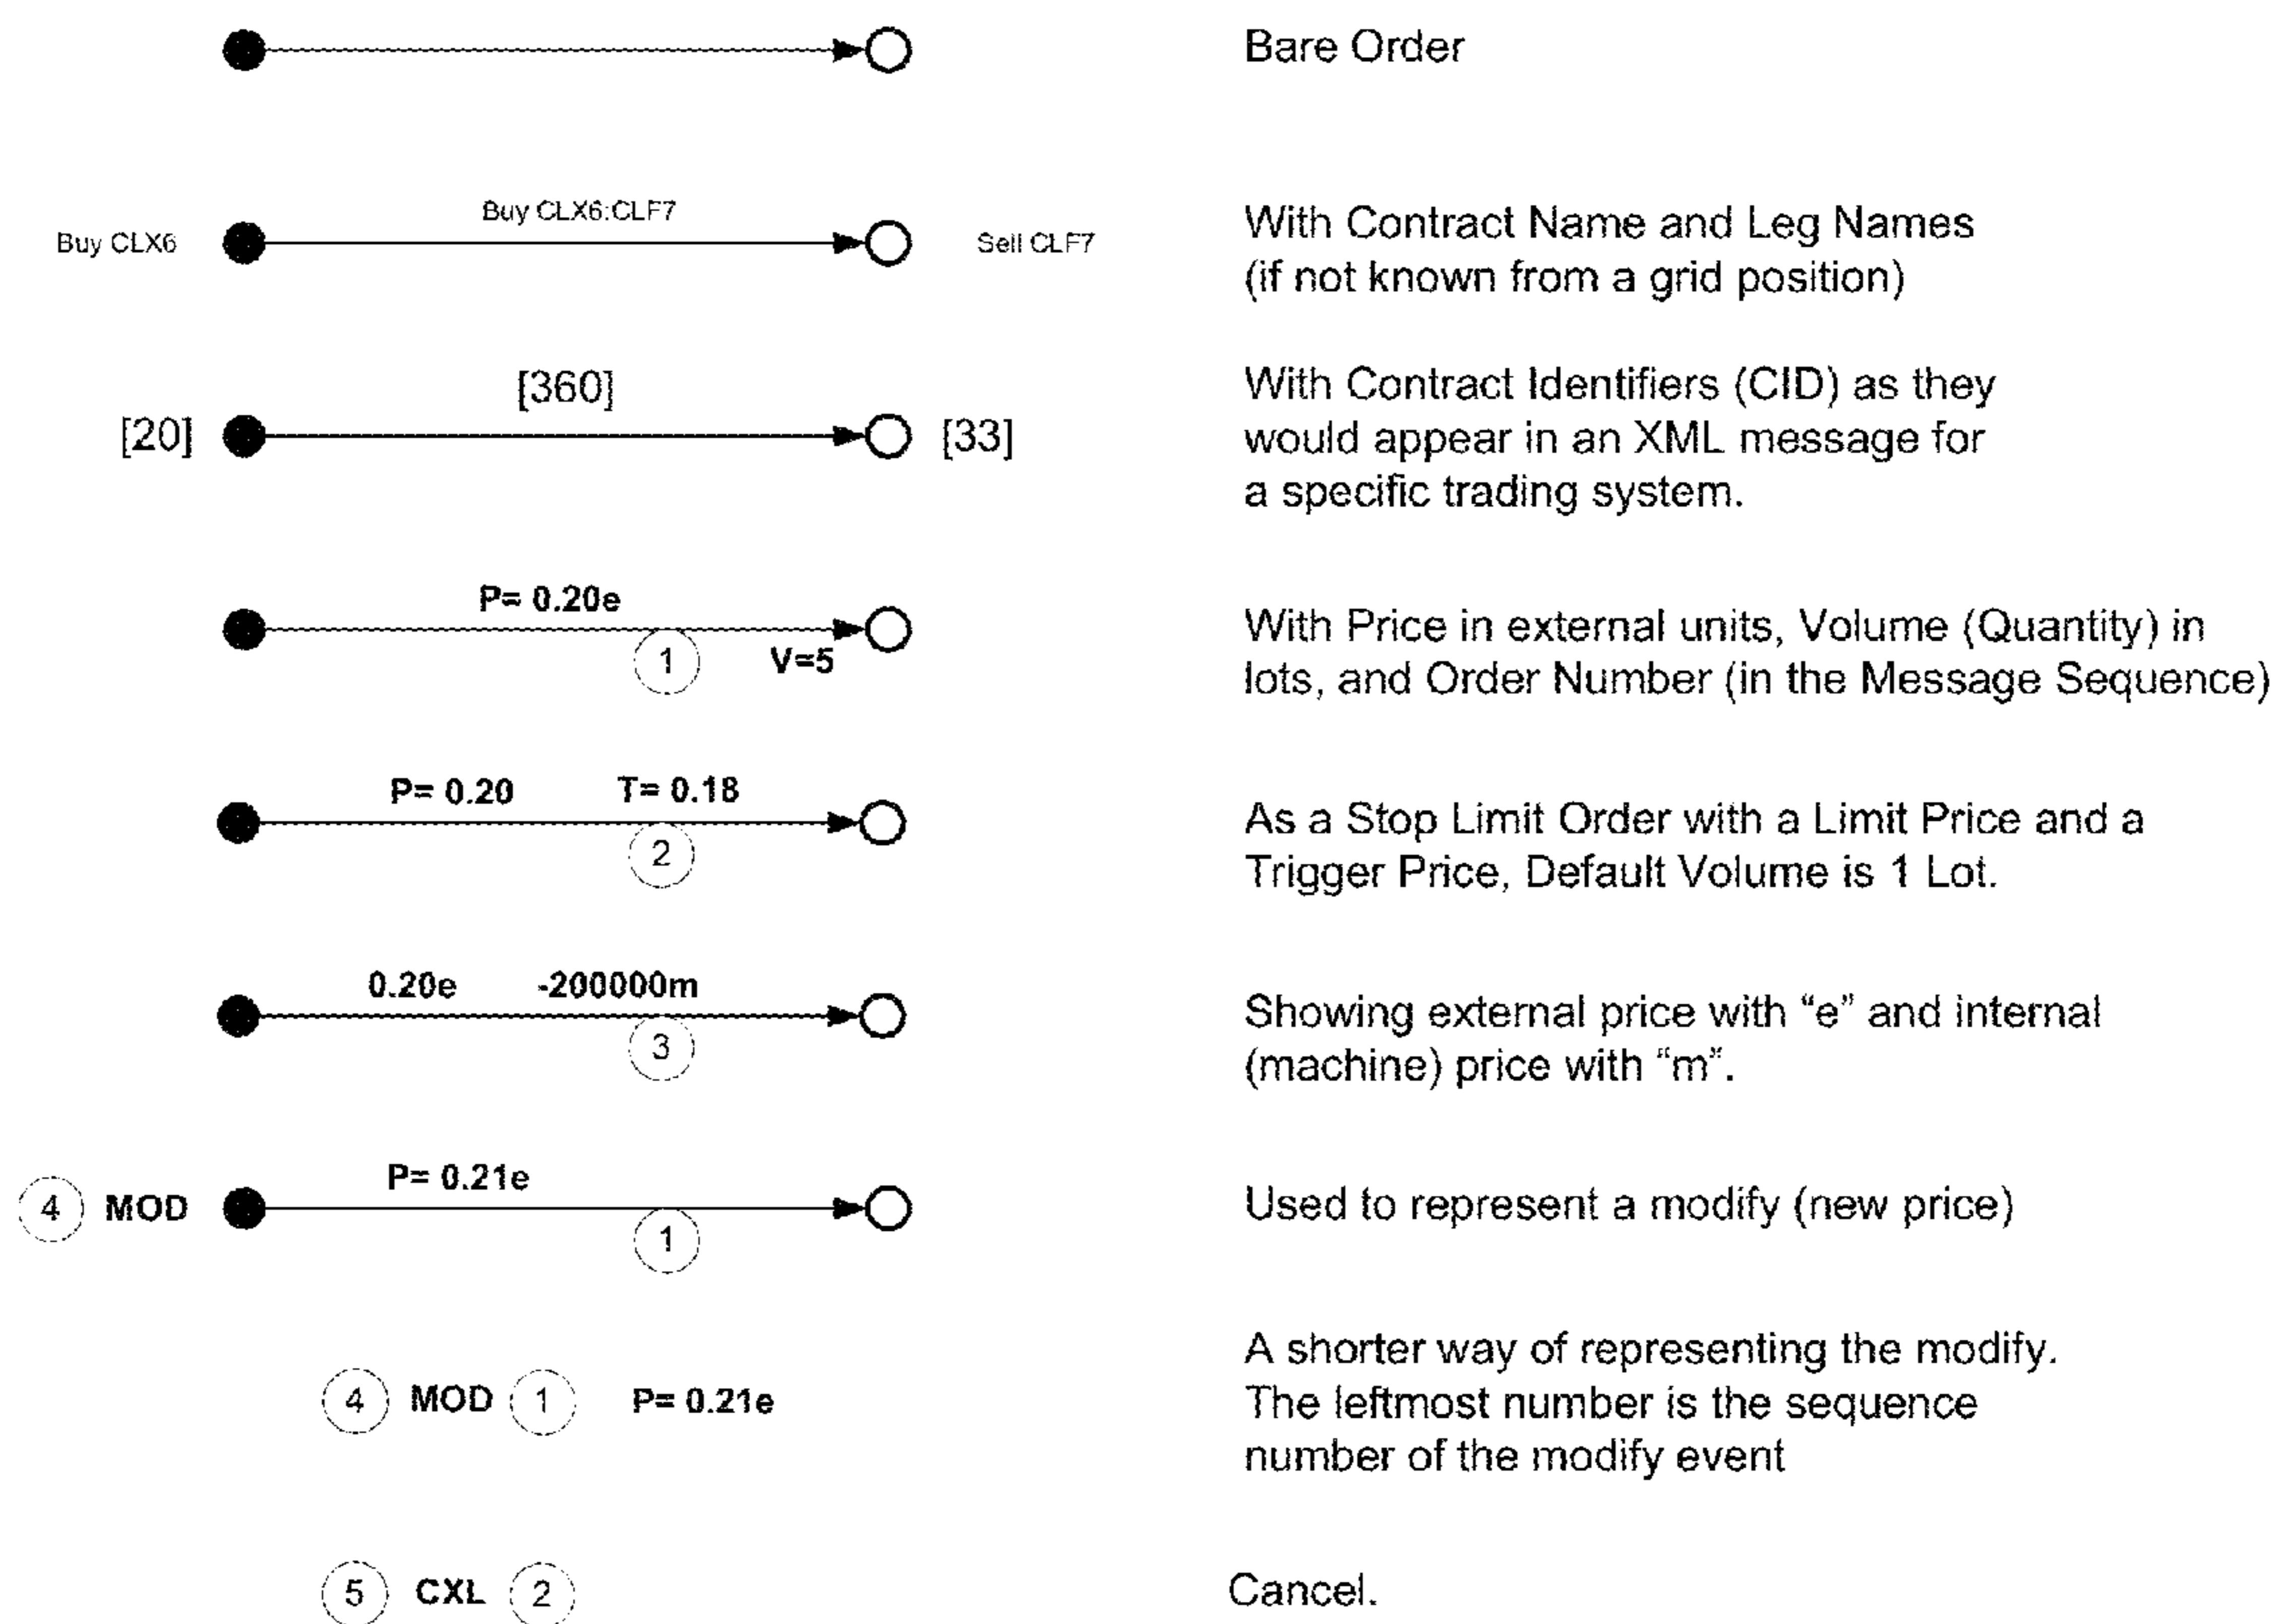 Bare Order
Buy CLX6
Buy CLX6:CLF7
Sell CLF7
With Contract Name and Leg Names
(if not known from a grid position)
[20]
[360]
[33]
With Contract Identifiers (CID) as they
would appear in an XML message for
a specific trading system.
P= 0.20e
1
V=5
With Price in external units, Volume (Quantity) in
lots, and Order Number (in the Message Sequence)
P= 0.20
T= 0.18
2
As a Stop Limit Order with a Limit Price and a
Trigger Price, Default Volume is 1 Lot.
0.20e
-200000m
3
Showing external price with “e” and internal
(machine) price with “m”.
4 MOD
P= 0.21e
1
Used to represent a modify (new price)
4 MOD 1 P= 0.21e
A shorter way of representing the modify.
The leftmost number is the sequence
number of the modify event
5 CXL 2
Cancel.